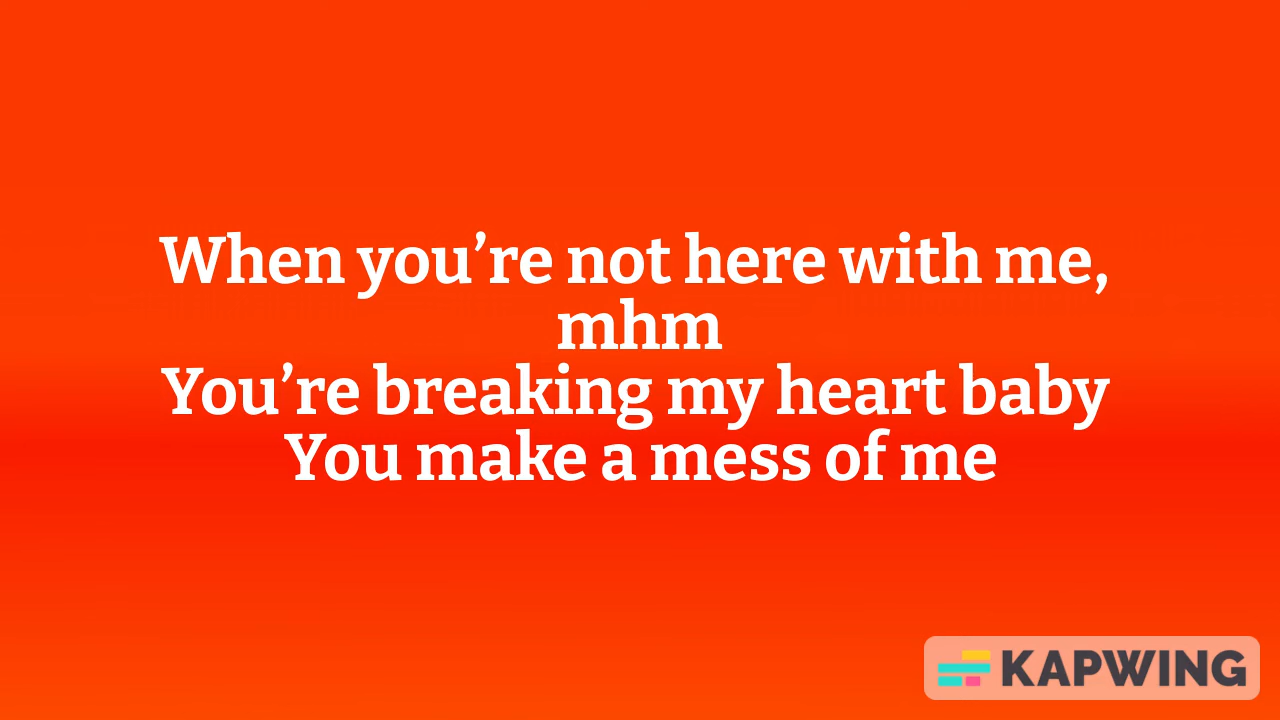 When you’re not here with me,
mhm
You’re breaking my heart baby
You make a mess of me
KAPWING